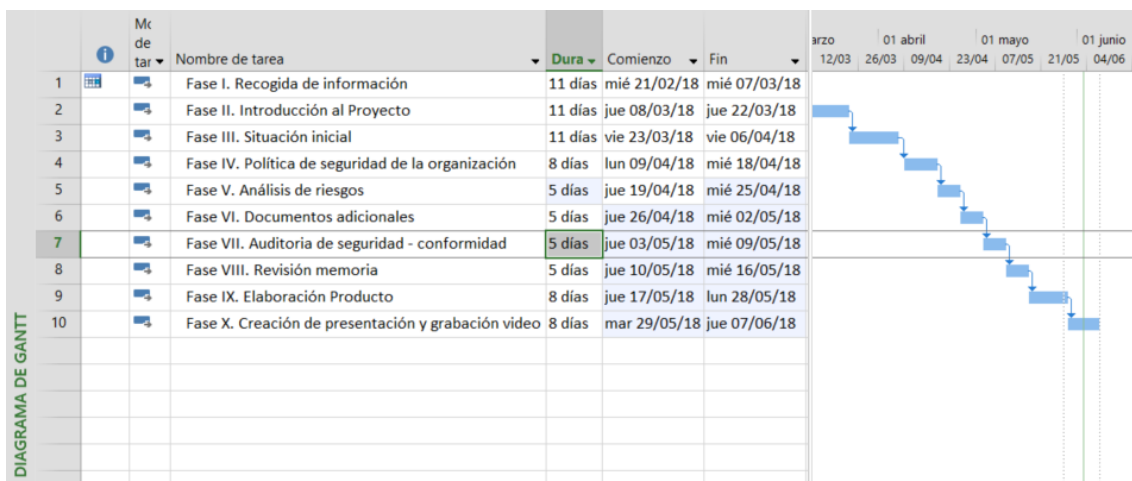 Mc
de
tar Nombre de tarea Dura Comienzo Fin
arzo 01 abril 01 mayo 01 junio
12/03 26/03 09/04 23/04 07/05 21/05 04/06
1 Fase I. Recogida de información 11 días mié 21/02/18 mié 07/03/18
2 Fase II. Introducción al Proyecto 11 días jue 08/03/18 jue 22/03/18
3 Fase III. Situación inicial 11 días vie 23/03/18 vie 06/04/18
4 Fase IV. Política de seguridad de la organización 8 días lun 09/04/18 mié 18/04/18
5 Fase V. Análisis de riesgos 5 días jue 19/04/18 mié 25/04/18
6 Fase VI. Documentos adicionales 5 días jue 26/04/18 mié 02/05/18
7 Fase VII. Auditoria de seguridad - conformidad 5 días jue 03/05/18 mié 09/05/18
8 Fase VIII. Revisión memoria 5 días jue 10/05/18 mié 16/05/18
9 Fase IX. Elaboración Producto 8 días jue 17/05/18 lun 28/05/18
10 Fase X. Creación de presentación y grabación video 8 días mar 29/05/18 jue 07/06/18
DIAGRAMA DE GANTT